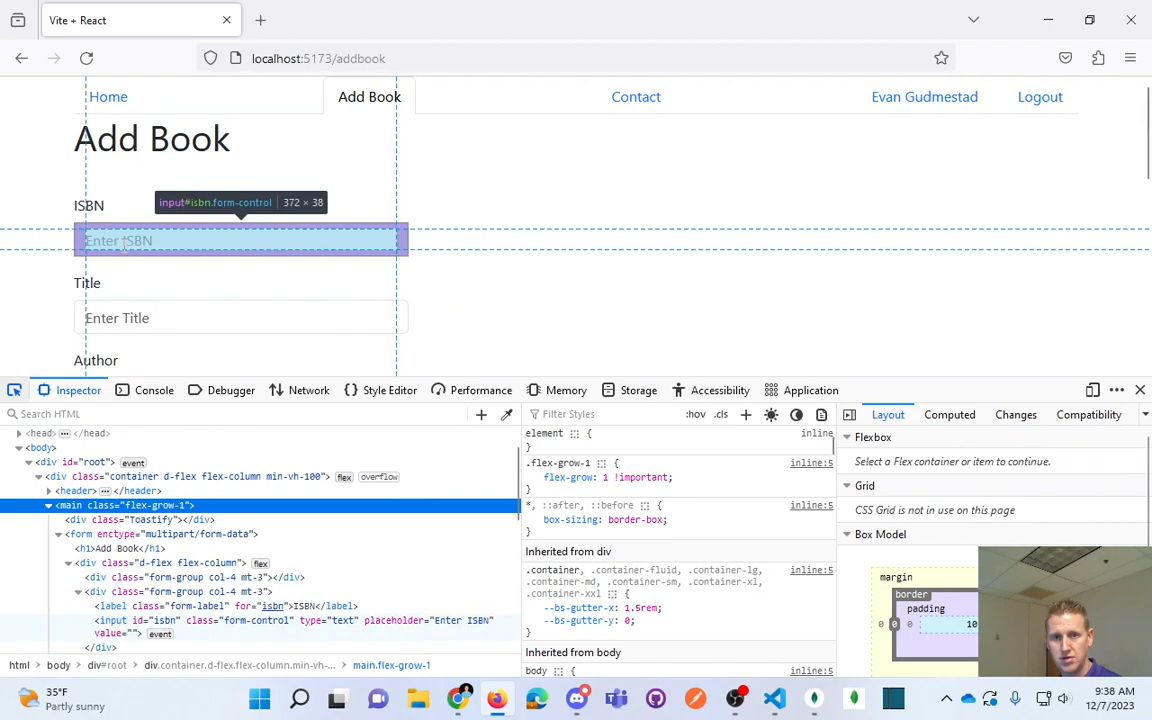 Vite + React
localhost:5173/addbook
Home
Add Book
Contact
Evan Gudmestad
Logout
Add Book
input#isbn.form-control 372 × 38
ISBN
Enter ISBN
Title
Enter Title
Author
Inspector
Console
Debugger
Network
Style Editor
Performance
Memory
Storage
Accessibility
Application
Search HTML
Filter Styles
:hov .cls
Layout
Computed
Changes
Compatibility
<head> </head>
<body>
<div id="root"> event
<div class="container d-flex flex-column min-vh-100"> flex overflow
<header> </header>
<main class="flex-grow-1">
<div class="Toastify"></div>
<form enctype="multipart/form-data">
<h1>Add Book</h1>
<div class="d-flex flex-column"> flex
<div class="form-group col-4 mt-3"></div>
<div class="form-group col-4 mt-3">
<label class="form-label" for="isbn">ISBN</label>
<input id="isbn" class="form-control" type="text" placeholder="Enter ISBN"
value=""> event
</div>
html
body
div#root
div.container.d-flex.flex-column.min-vh-...
main.flex-grow-1
element { inline
}
.flex-grow-1 { inline:5
flex-grow: 1 !important;
}
*, ::after, ::before { inline:5
box-sizing: border-box;
}
Inherited from div
.container, .container-fluid, .container-lg, inline:5
.container-md, .container-sm, .container-xl,
.container-xxl {
--bs-gutter-x: 1.5rem;
--bs-gutter-y: 0;
}
Inherited from body
body { inline:5
Flexbox
Select a Flex container or item to continue.
Grid
CSS Grid is not in use on this page
Box Model
margin
border
padding
0 0 0 10
35°F
Partly sunny
9:38 AM
12/7/2023